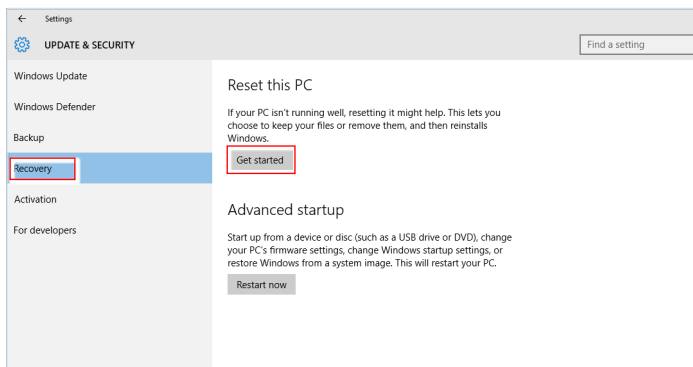 Settings
UPDATE & SECURITY
Find a setting
Windows Update
Windows Defender
Backup
Recovery
Activation
For developers
Reset this PC
If your PC isn't running well, resetting it might help. This lets you
choose to keep your files or remove them, and then reinstalls
Windows.
Get started
Advanced startup
Start up from a device or disc (such as a USB drive or DVD), change
your PC's firmware settings, change Windows startup settings, or
restore Windows from a system image. This will restart your PC.
Restart now